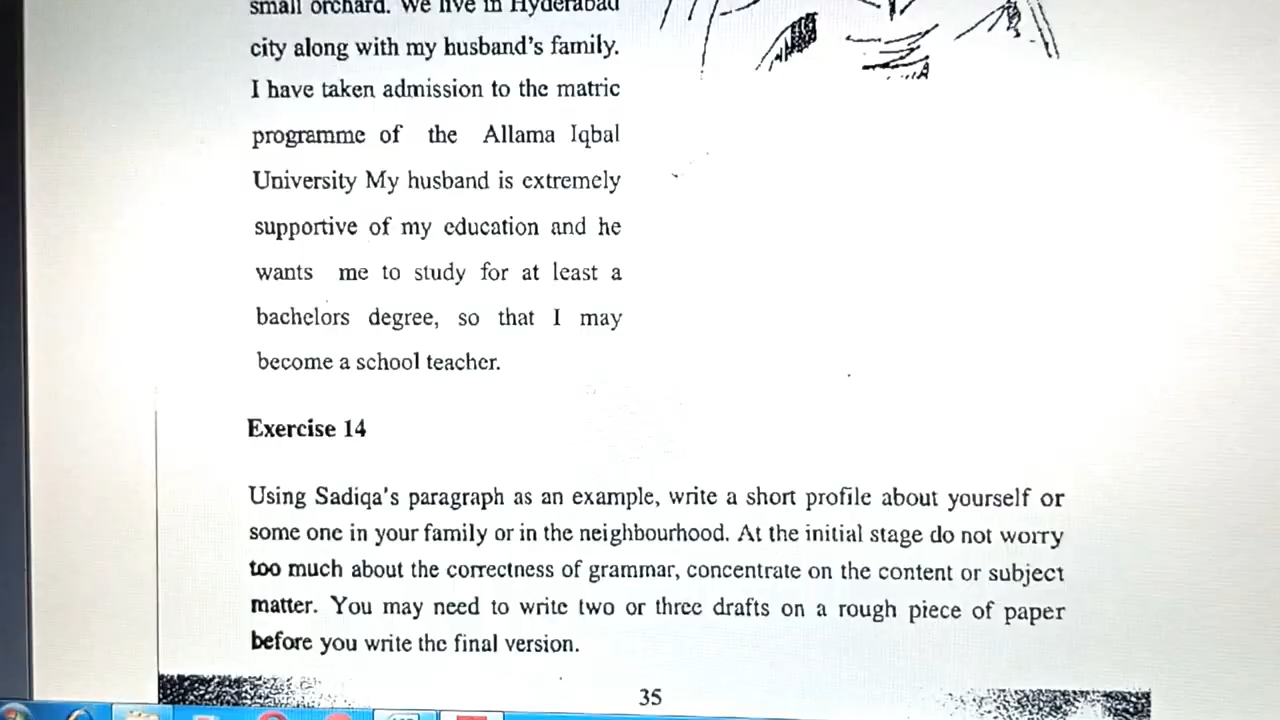 small orchard. We live in Hyderabad
city along with my husband's family.
I have taken admission to the matric
programme of the Allama Iqbal
University My husband is extremely
supportive of my education and he
wants me to study for at least a
bachelors degree, so that I may
become a school teacher.
Exercise 14
Using Sadiqa's paragraph as an example, write a short profile about yourself or
some one in your family or in the neighbourhood. At the initial stage do not worry
too much about the correctness of grammar, concentrate on the content or subject
matter. You may need to write two or three drafts on a rough piece of paper
before you write the final version.
35